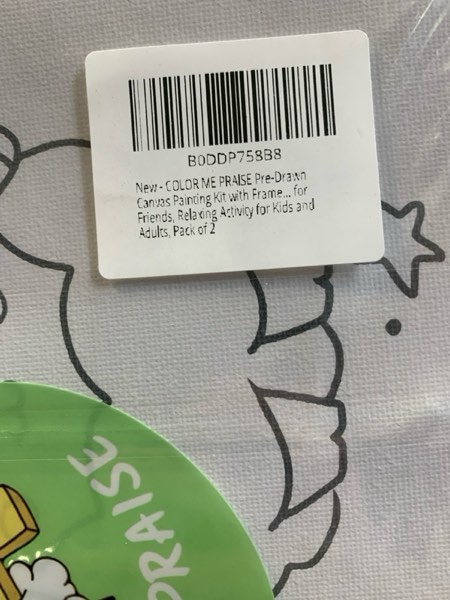 B0DDP758B8
New - COLOR ME PRAISE Pre-Drawn
Canvas Painting Kit with Frame... for
Friends, Relaxing Activity for Kids and
Adults, Pack of 2
PRAISE